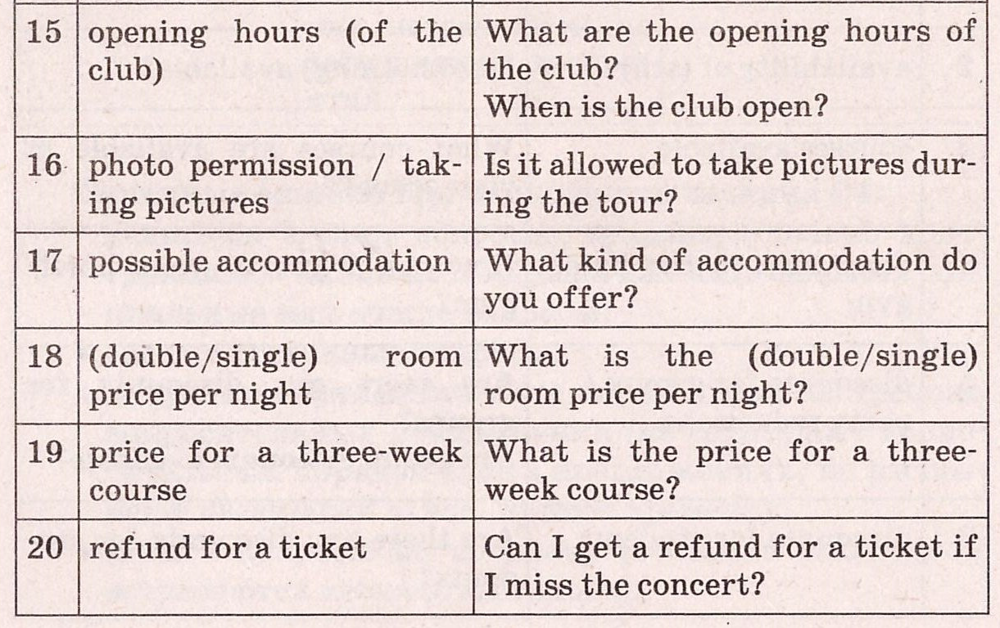 15 opening hours (of the What are the opening hours of
club) the club?
When is the club open?
16 photo permission / tak- Is it allowed to take pictures dur-
ing pictures ing the tour?
17 possible accommodation What kind of accommodation do
you offer?
18 (double/single) room What is the (double/single)
price per night room price per night?
19 price for a three-week What is the price for a three-
course week course?
20 refund for a ticket Can I get a refund for a ticket if
I miss the concert?